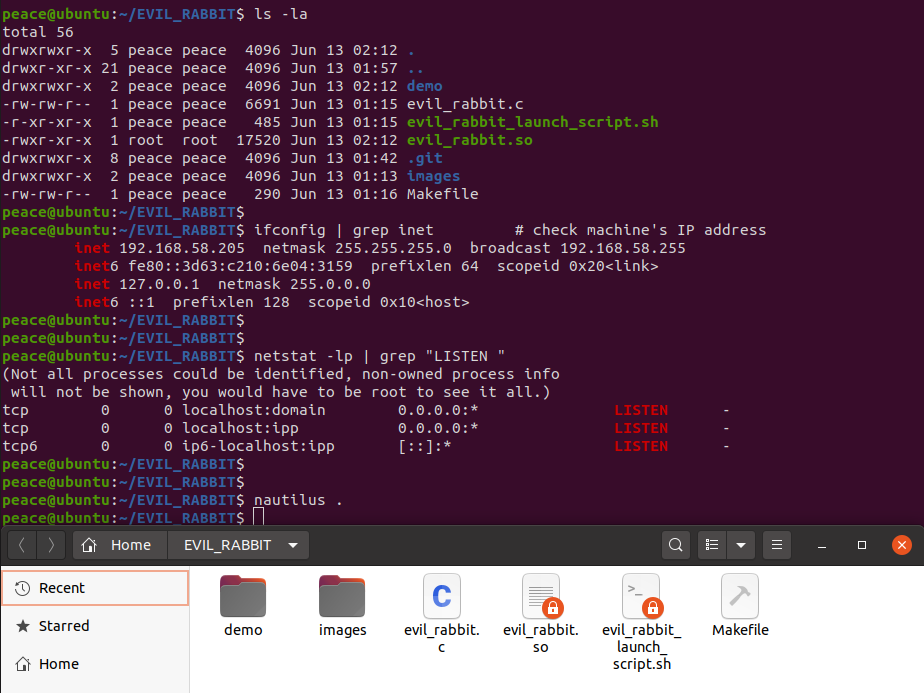 peace@ubuntu:~/EVIL_RABBIT$ ls -la
total 56
drwxrwxr-x  5 peace peace  4096 Jun 13 02:12 .
drwxr-xr-x 21 peace peace  4096 Jun 13 01:57 ..
drwxrwxr-x  2 peace peace  4096 Jun 13 02:12 demo
-rw-rw-r--  1 peace peace  6691 Jun 13 01:15 evil_rabbit.c
-r-xr-xr-x  1 peace peace   485 Jun 13 01:15 evil_rabbit_launch_script.sh
-rwxr-xr-x  1 root  root  17520 Jun 13 02:12 evil_rabbit.so
drwxrwxr-x  8 peace peace  4096 Jun 13 01:42 .git
drwxrwxr-x  2 peace peace  4096 Jun 13 01:13 images
-rw-rw-r--  1 peace peace   290 Jun 13 01:16 Makefile
peace@ubuntu:~/EVIL_RABBIT$
peace@ubuntu:~/EVIL_RABBIT$ ifconfig | grep inet         # check machine's IP address
        inet 192.168.58.205  netmask 255.255.255.0  broadcast 192.168.58.255
        inet6 fe80::3d63:c210:6e04:3159  prefixlen 64  scopeid 0x20<link>
        inet 127.0.0.1  netmask 255.0.0.0
        inet6 ::1  prefixlen 128  scopeid 0x10<host>
peace@ubuntu:~/EVIL_RABBIT$
peace@ubuntu:~/EVIL_RABBIT$
peace@ubuntu:~/EVIL_RABBIT$ netstat -lp | grep "LISTEN "
(Not all processes could be identified, non-owned process info
 will not be shown, you would have to be root to see it all.)
tcp        0      0 localhost:domain        0.0.0.0:*               LISTEN      -
tcp        0      0 localhost:ipp           0.0.0.0:*               LISTEN      -
tcp6       0      0 ip6-localhost:ipp       [::]:*                  LISTEN      -
peace@ubuntu:~/EVIL_RABBIT$
peace@ubuntu:~/EVIL_RABBIT$
peace@ubuntu:~/EVIL_RABBIT$ nautilus .
peace@ubuntu:~/EVIL_RABBIT$
Home EVIL_RABBIT
Recent
Starred
Home
demo
images
evil_rabbit.
c
evil_rabbit.
so
evil_rabbit_
launch_
script.sh
Makefile